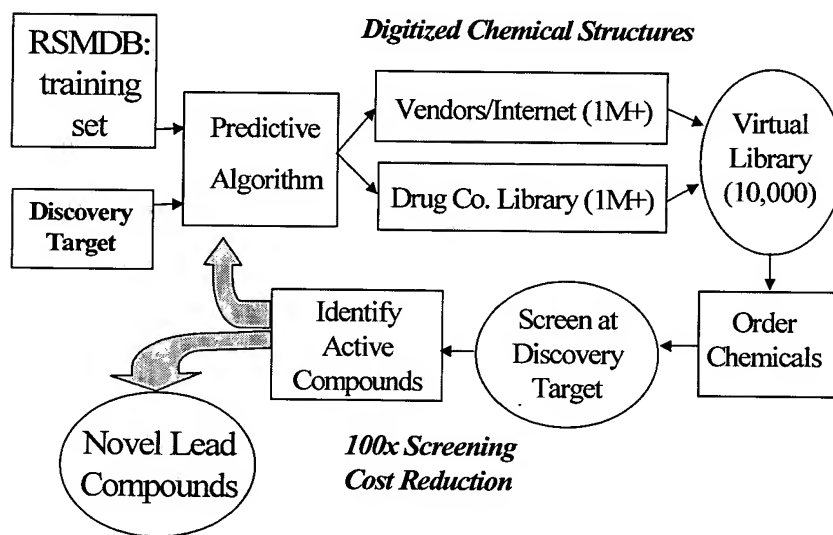 RSMDB:
training
set
Digitized Chemical Structures
Predictive
Algorithm
Vendors/Internet (1M+)
Virtual
Library
(10,000)
Discovery
Target
Drug Co. Library (1M+)
Identify
Active
Compounds
Screen at
Discovery
Target
Order
Chemicals
Novel Lead
Compounds
100x Screening
Cost Reduction